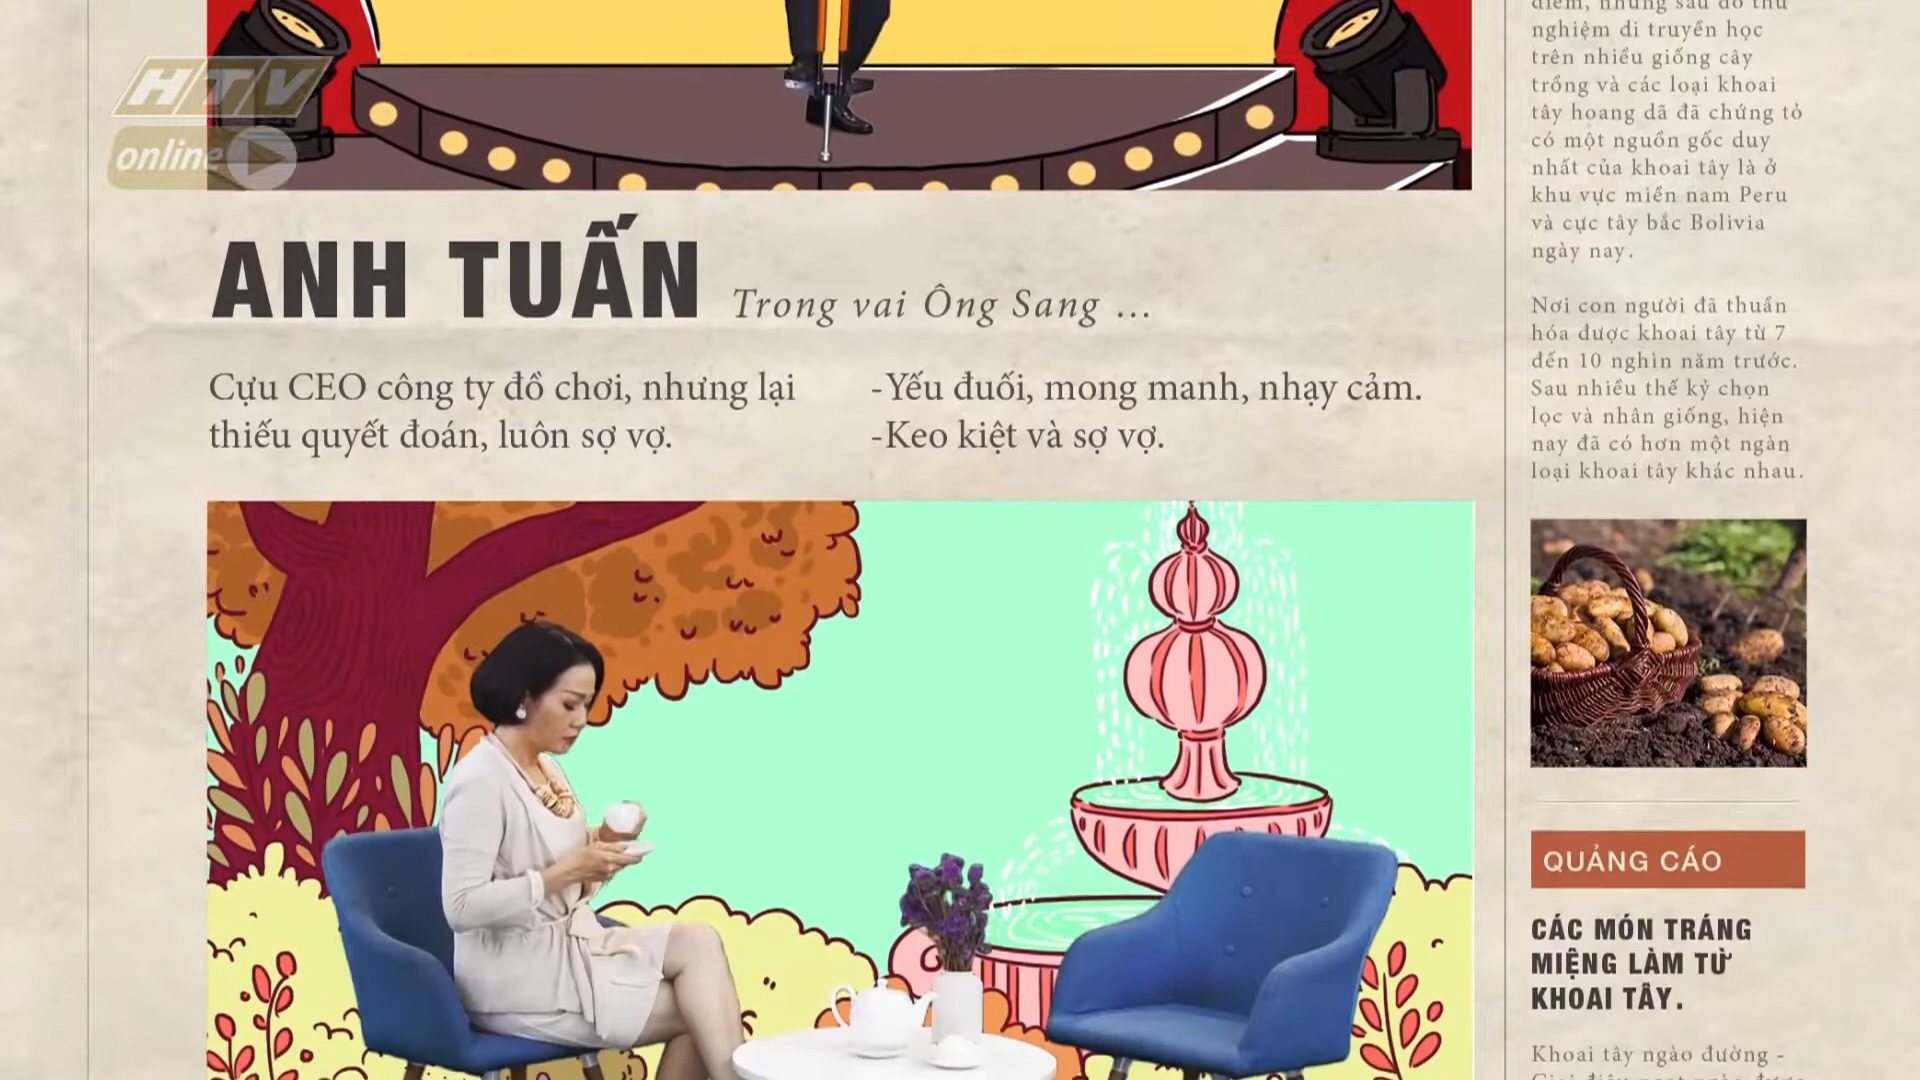 HTV
online
ANH TUẤN
Trong vai Ông Sang ...
Cựu CEO công ty đồ chơi, nhưng lại
thiếu quyết đoán, luôn sợ vợ.
-Yếu đuối, mong manh, nhạy cảm.
-Keo kiệt và sợ vợ.
điểm, nhưng sau đó thử
nghiệm di truyền học
trên nhiều giống cây
trồng và các loại khoai
tây hoang dã đã chứng tỏ
có một nguồn gốc duy
nhất của khoai tây là ở
khu vực miền nam Peru
và cực tây bắc Bolivia
ngày nay.
Nơi con người đã thuần
hóa được khoai tây từ 7
đến 10 nghìn năm trước.
Sau nhiều thế kỷ chọn
lọc và nhân giống, hiện
nay đã có hơn một ngàn
loại khoai tây khác nhau.
QUẢNG CÁO
CÁC MÓN TRÁNG
MIỆNG LÀM TỪ
KHOAI TÂY.
Khoai tây ngào đường -